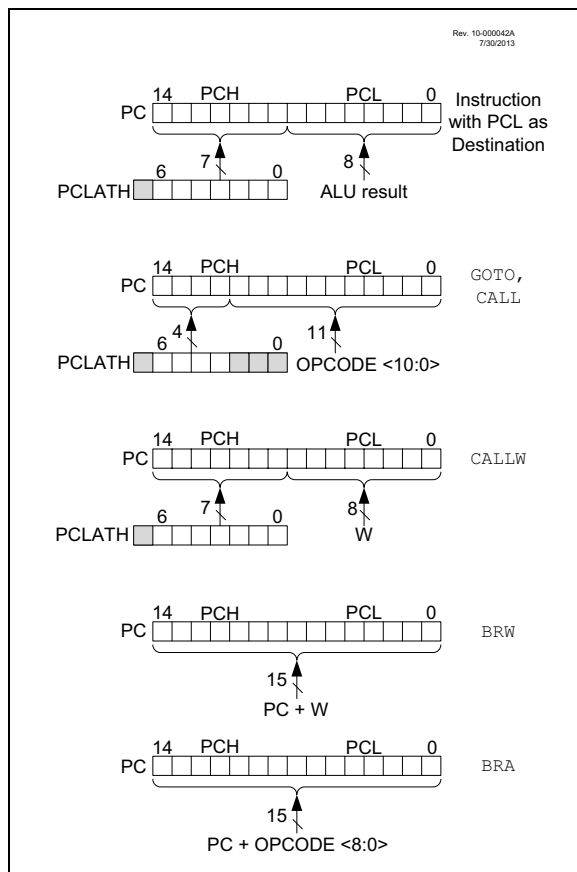 Rev. 10-000042A
7/30/2013
14 PCH PCL 0
PC
Instruction
with PCL as
Destination
7 8
6 0
PCLATH
ALU result
14 PCH PCL 0
PC
GOTO,
CALL
4 11
6 0
PCLATH
OPCODE <10:0>
14 PCH PCL 0
PC
CALLW
7 8
6 0
PCLATH
W
14 PCH PCL 0
PC
BRW
15
PC + W
14 PCH PCL 0
PC
BRA
15
PC + OPCODE <8:0>